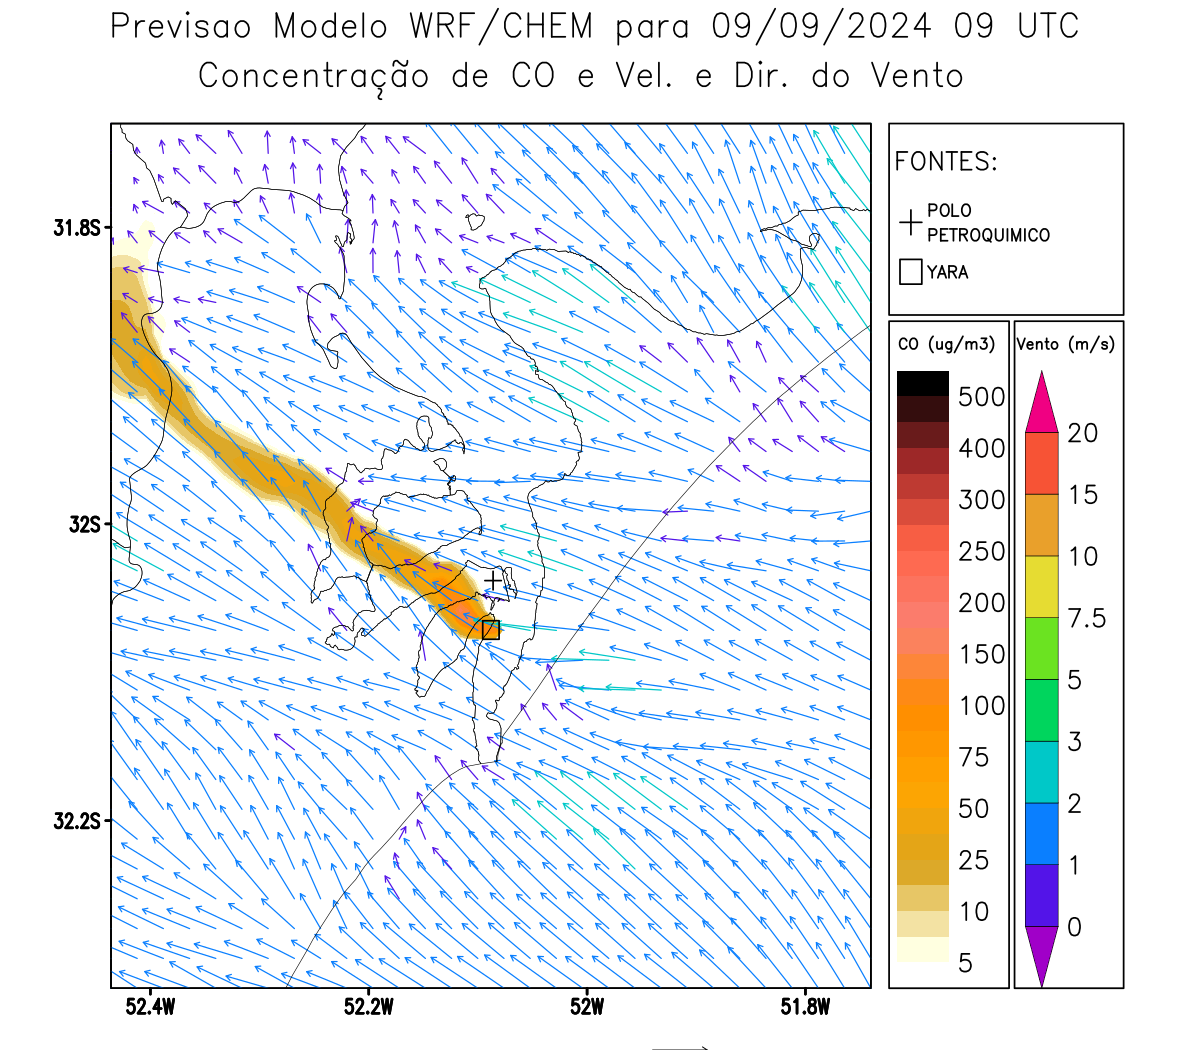 Previsao Modelo WRF/CHEM para 09/09/2024 09 UTC
Concentração de CO e Vel. e Dir. do Vento
FONTES:
POLO
PETROQUIMICO
YARA
CO (ug/m3)
500
400
300
250
200
150
100
75
50
25
10
5
Vento (m/s)
20
15
10
7.5
5
3
2
1
0
31.8S
32S
32.2S
52.4W
52.2W
52W
51.8W